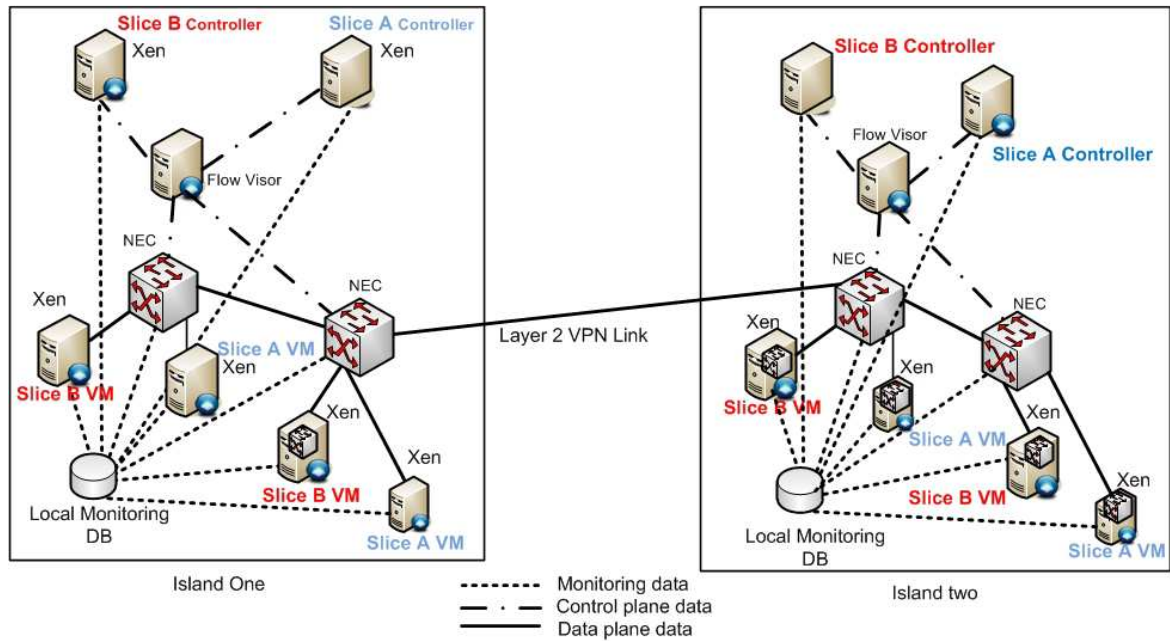 Slice B Controller
Xen
Slice A Controller
Xen
Flow Visor
NEC
NEC
Xen
Slice B VM
Slice A VM
Xen
Xen
Slice B VM
Xen
Slice A VM
Local Monitoring
DB
Island One
Layer 2 VPN Link
Slice B Controller
Flow Visor
Slice A Controller
NEC
NEC
Xen
Slice B VM
Xen
Slice A VM
Xen
Slice B VM
Xen
Slice A VM
Local Monitoring
DB
Island two
Monitoring data
Control plane data
Data plane data